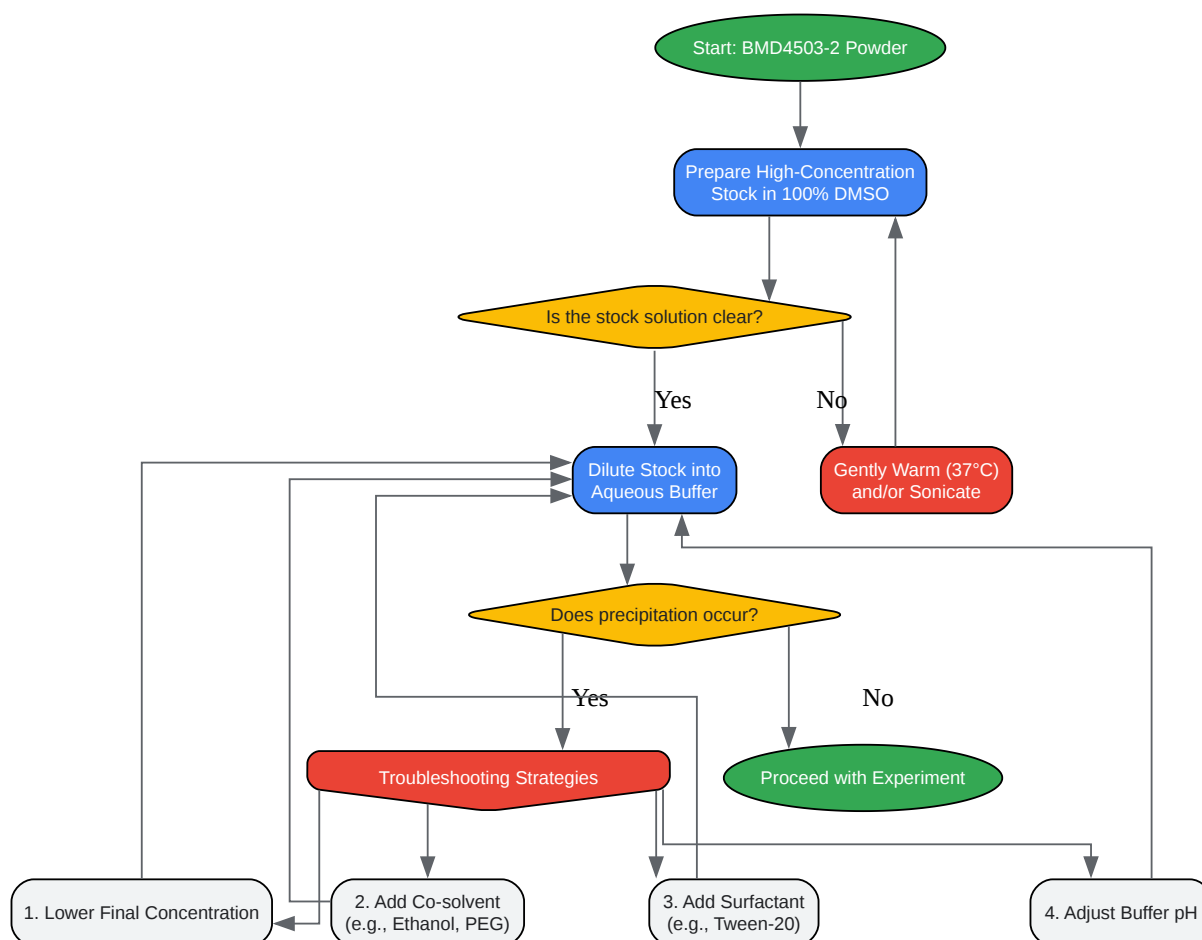 Start: BMD4503-2 Powder
Prepare High-Concentration
Stock in 100% DMSO
Is the stock solution clear?
Yes
No
Dilute Stock into
Aqueous Buffer
Gently Warm (37°C)
and/or Sonicate
Does precipitation occur?
Yes
No
Troubleshooting Strategies
Proceed with Experiment
1. Lower Final Concentration
2. Add Co-solvent
(e.g., Ethanol, PEG)
3. Add Surfactant
(e.g., Tween-20)
4. Adjust Buffer pH